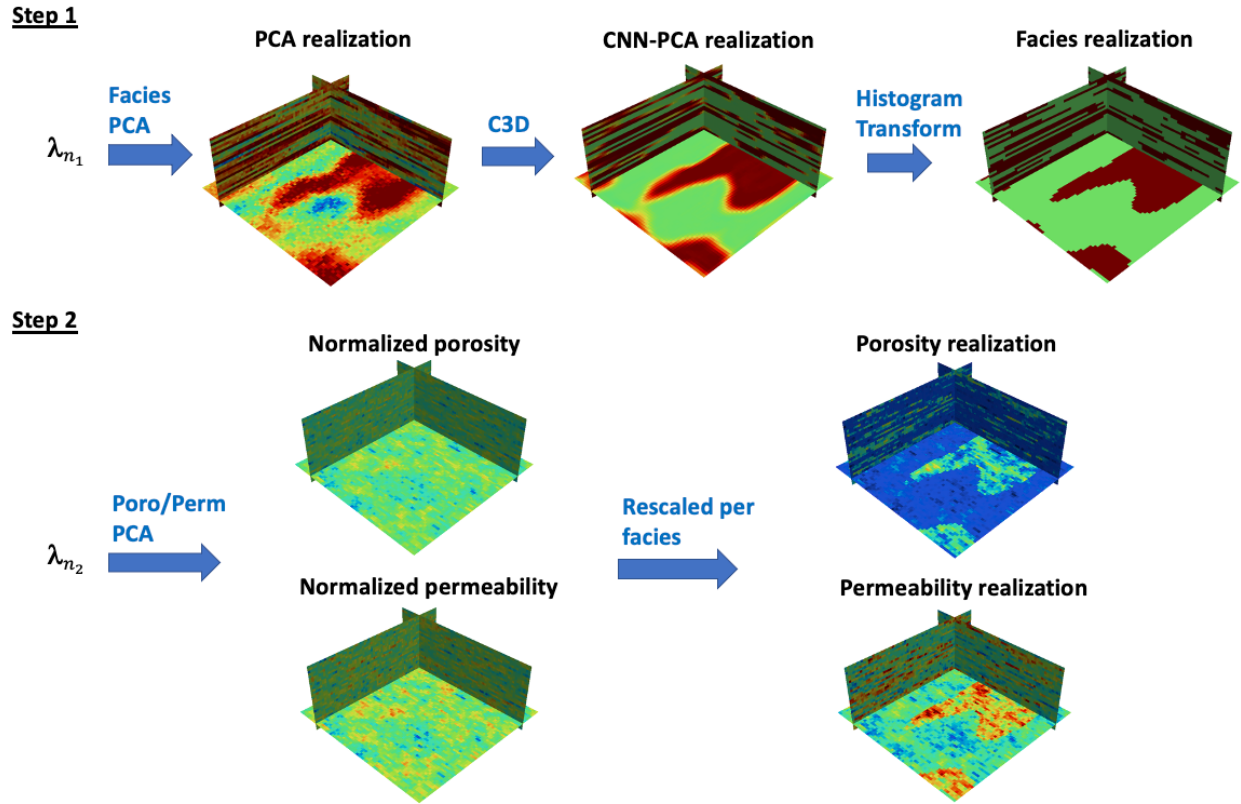 Step 1
PCA realization
CNN-PCA realization
Facies realization
Facies
PCA
C3D
Histogram
Transform
λn1
Step 2
Normalized porosity
Porosity realization
Poro/Perm
PCA
Rescaled per
facies
λn2
Normalized permeability
Permeability realization